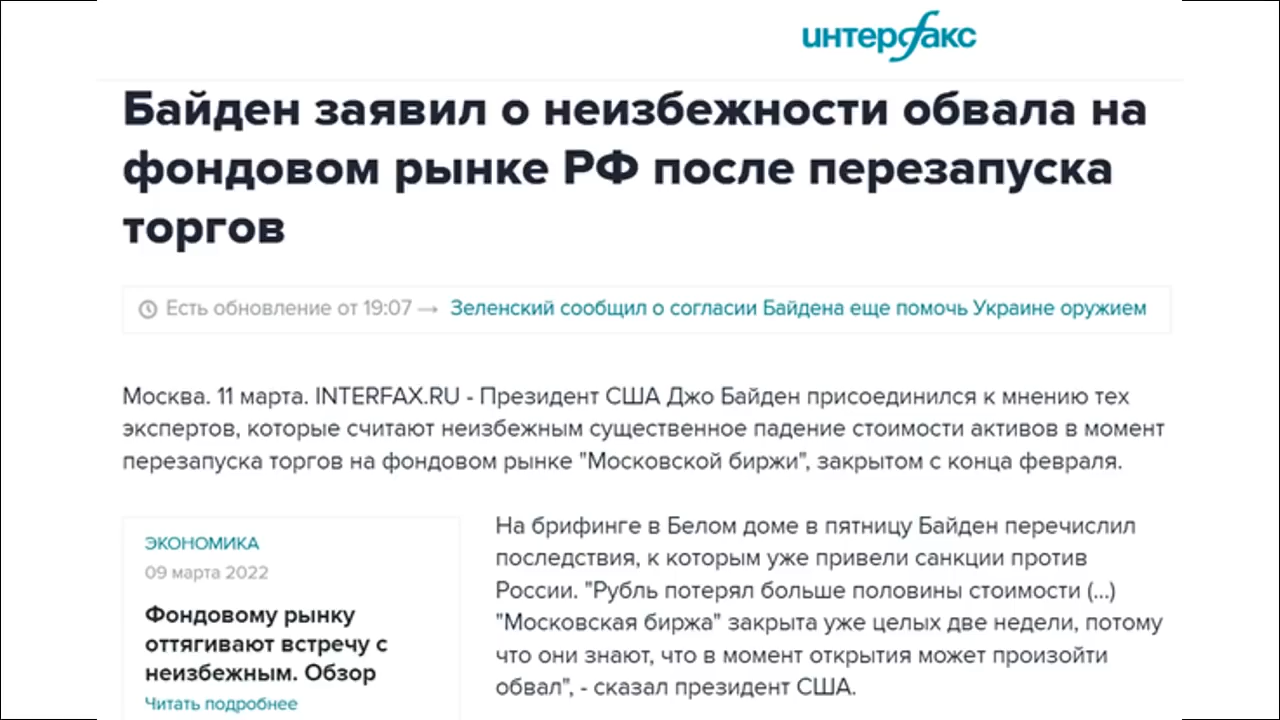 интерфакс
Байден заявил о неизбежности обвала на
фондовом рынке РФ после перезапуска
торгов
Есть обновление от 19:07 → Зеленский сообщил о согласии Байдена еще помочь Украине оружием
Москва. 11 марта. INTERFAX.RU - Президент США Джо Байден присоединился к мнению тех
экспертов, которые считают неизбежным существенное падение стоимости активов в момент
перезапуска торгов на фондовом рынке "Московской биржи", закрытом с конца февраля.
ЭКОНОМИКА
09 марта 2022
Фондовому рынку
оттягивают встречу с
неизбежным. Обзор
Читать подробнее
На брифинге в Белом доме в пятницу Байден перечислил
последствия, к которым уже привели санкции против
России. "Рубль потерял больше половины стоимости (...)
"Московская биржа" закрыта уже целых две недели, потому
что они знают, что в момент открытия может произойти
обвал", - сказал президент США.